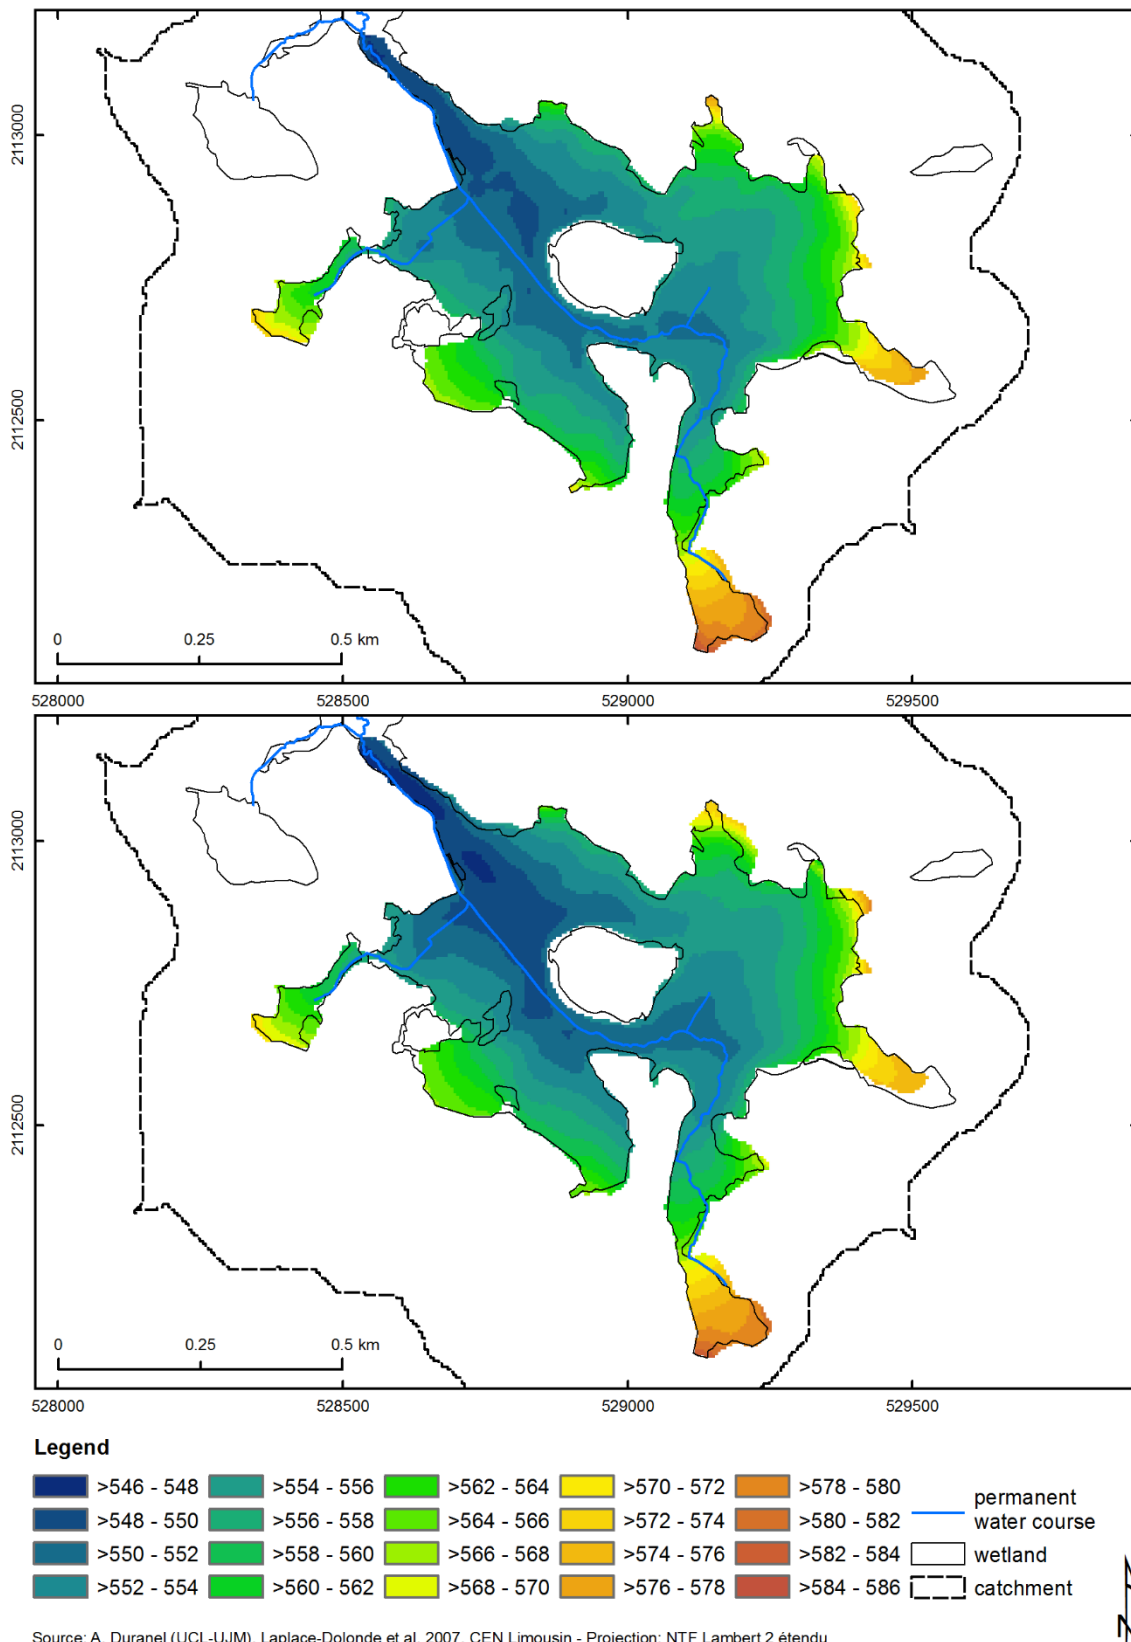 2113000
2112500
0 0.25 0.5 km
528000 528500 529000 529500
2113000
2112500
0 0.25 0.5 km
528000 528500 529000 529500
Legend
>546 - 548 >554 - 556 >562 - 564 >570 - 572 >578 - 580 permanent
>548 - 550 >556 - 558 >564 - 566 >572 - 574 >580 - 582 water course
>550 - 552 >558 - 560 >566 - 568 >574 - 576 >582 - 584 wetland
>552 - 554 >560 - 562 >568 - 570 >576 - 578 >584 - 586 catchment
Source: A. Duranel (UCL-UJM), Laplace-Dolonde et al. 2007, CEN Limousin - Projection: NTF Lambert 2 étendu